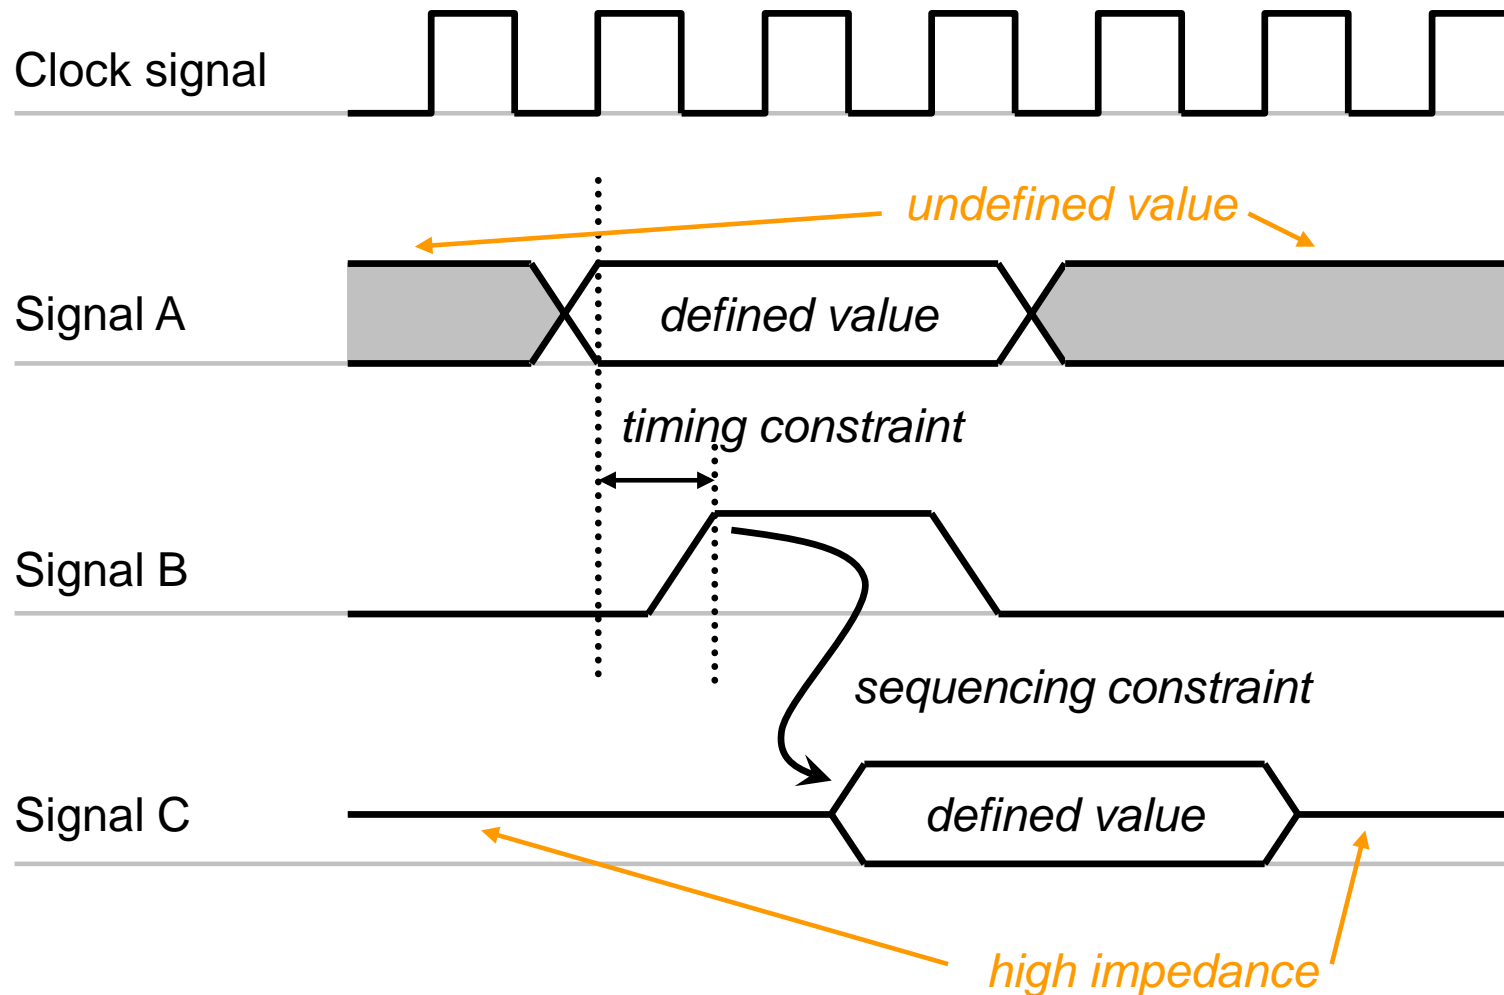 Clock signal
undefined value
Signal A
defined value
timing constraint
Signal B
sequencing constraint
Signal C
defined value
high impedance